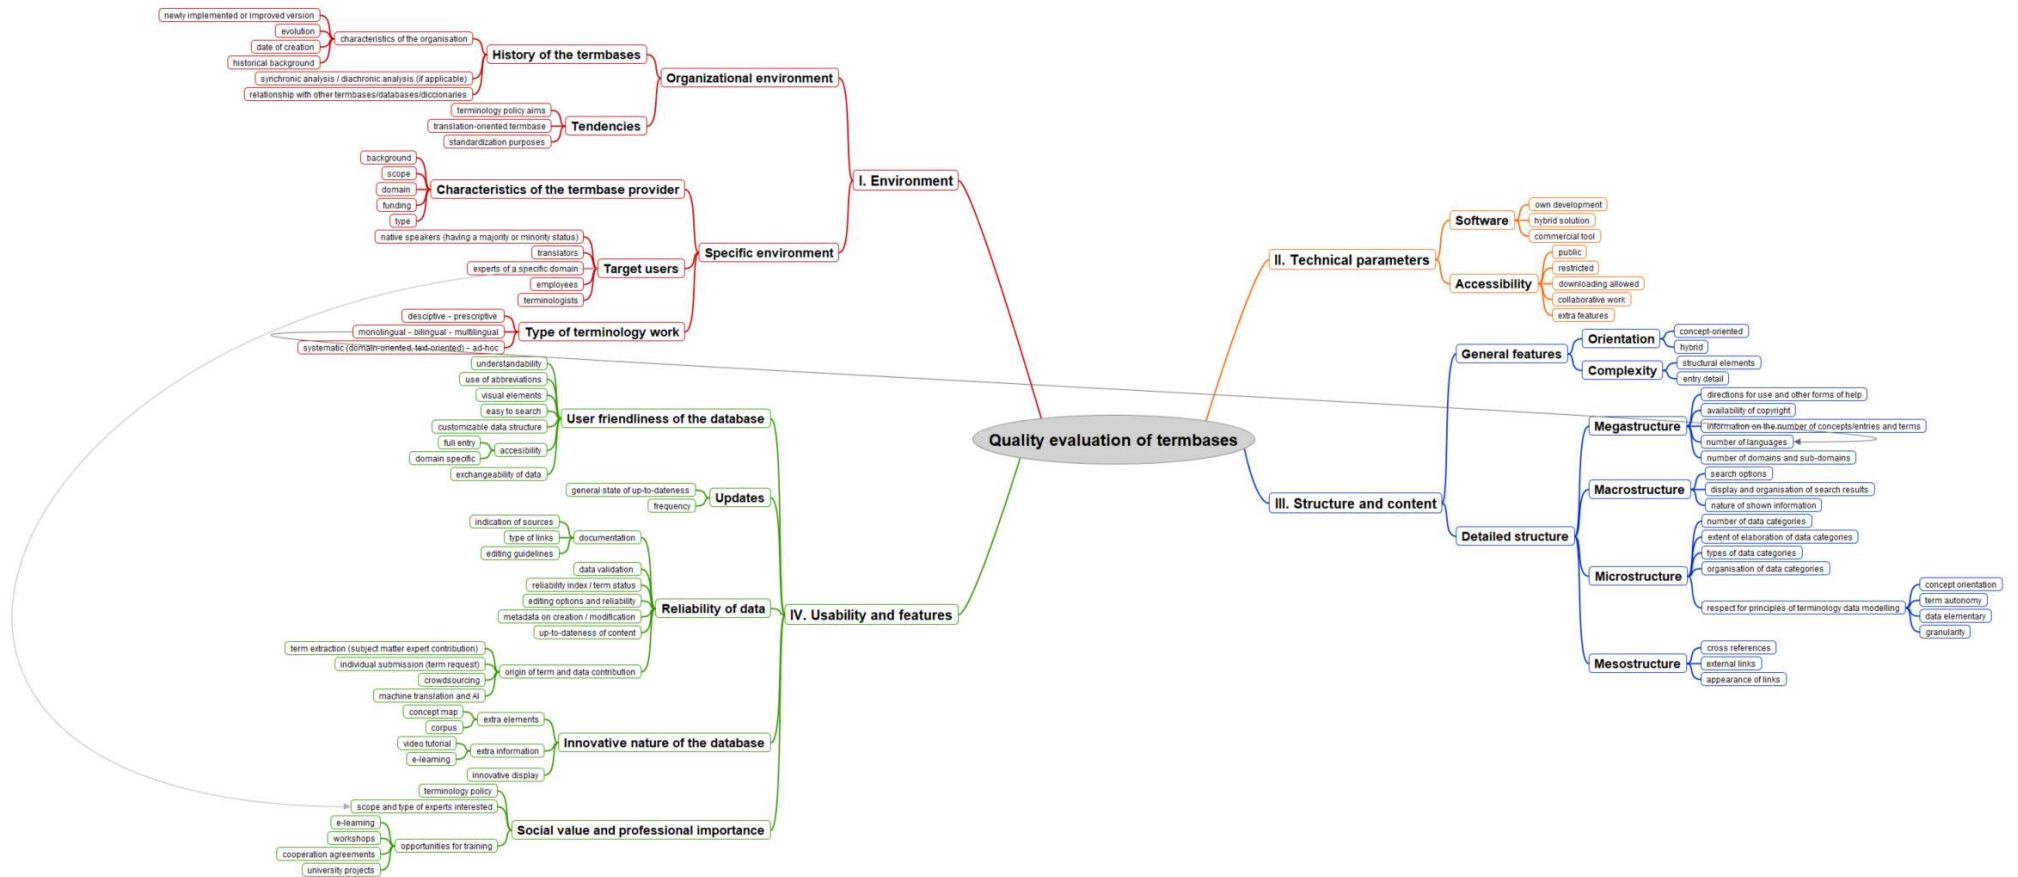 Quality evaluation of termbases
I. Environment
Organizational environment
History of the termbases
characteristics of the organisation
newly implemented or improved version
evolution
date of creation
historical background
synchronic analysis / diachronic analysis (if applicable)
relationship with other termbases/databases/diccionaries
Tendencies
terminology policy aims
translation-oriented termbase
standardization purposes
Specific environment
Characteristics of the termbase provider
background
scope
domain
funding
type
Target users
native speakers (having a majority or minority status)
translators
experts of a specific domain
employees
terminologists
Type of terminology work
desciptive - prescriptive
monolingual - bilingual - multilingual
systematic (domain-oriented, text-oriented) - ad-hoc
II. Technical parameters
Software
own development
hybrid solution
commercial tool
Accessibility
public
restricted
downloading allowed
collaborative work
extra features
III. Structure and content
General features
Orientation
concept-oriented
hybrid
Complexity
structural elements
entry detail
Detailed structure
Megastructure
directions for use and other forms of help
availability of copyright
information on the number of concepts/entries and terms
number of languages
number of domains and sub-domains
Macrostructure
search options
display and organisation of search results
nature of shown information
Microstructure
number of data categories
extent of elaboration of data categories
types of data categories
organisation of data categories
respect for principles of terminology data modelling
concept orientation
term autonomy
data elementary
granularity
Mesostructure
cross references
external links
appearance of links
IV. Usability and features
User friendliness of the database
understandability
use of abbreviations
visual elements
easy to search
customizable data structure
accesibility
full entry
domain specific
exchangeability of data
Updates
general state of up-to-dateness
frequency
Reliability of data
documentation
indication of sources
type of links
editing guidelines
data validation
reliability index / term status
editing options and reliability
metadata on creation / modification
up-to-dateness of content
origin of term and data contribution
term extraction (subject matter expert contribution)
individual submission (term request)
crowdsourcing
machine translation and AI
Innovative nature of the database
extra elements
concept map
corpus
extra information
video tutorial
e-learning
innovative display
Social value and professional importance
terminology policy
scope and type of experts interested
opportunities for training
e-learning
workshops
cooperation agreements
university projects